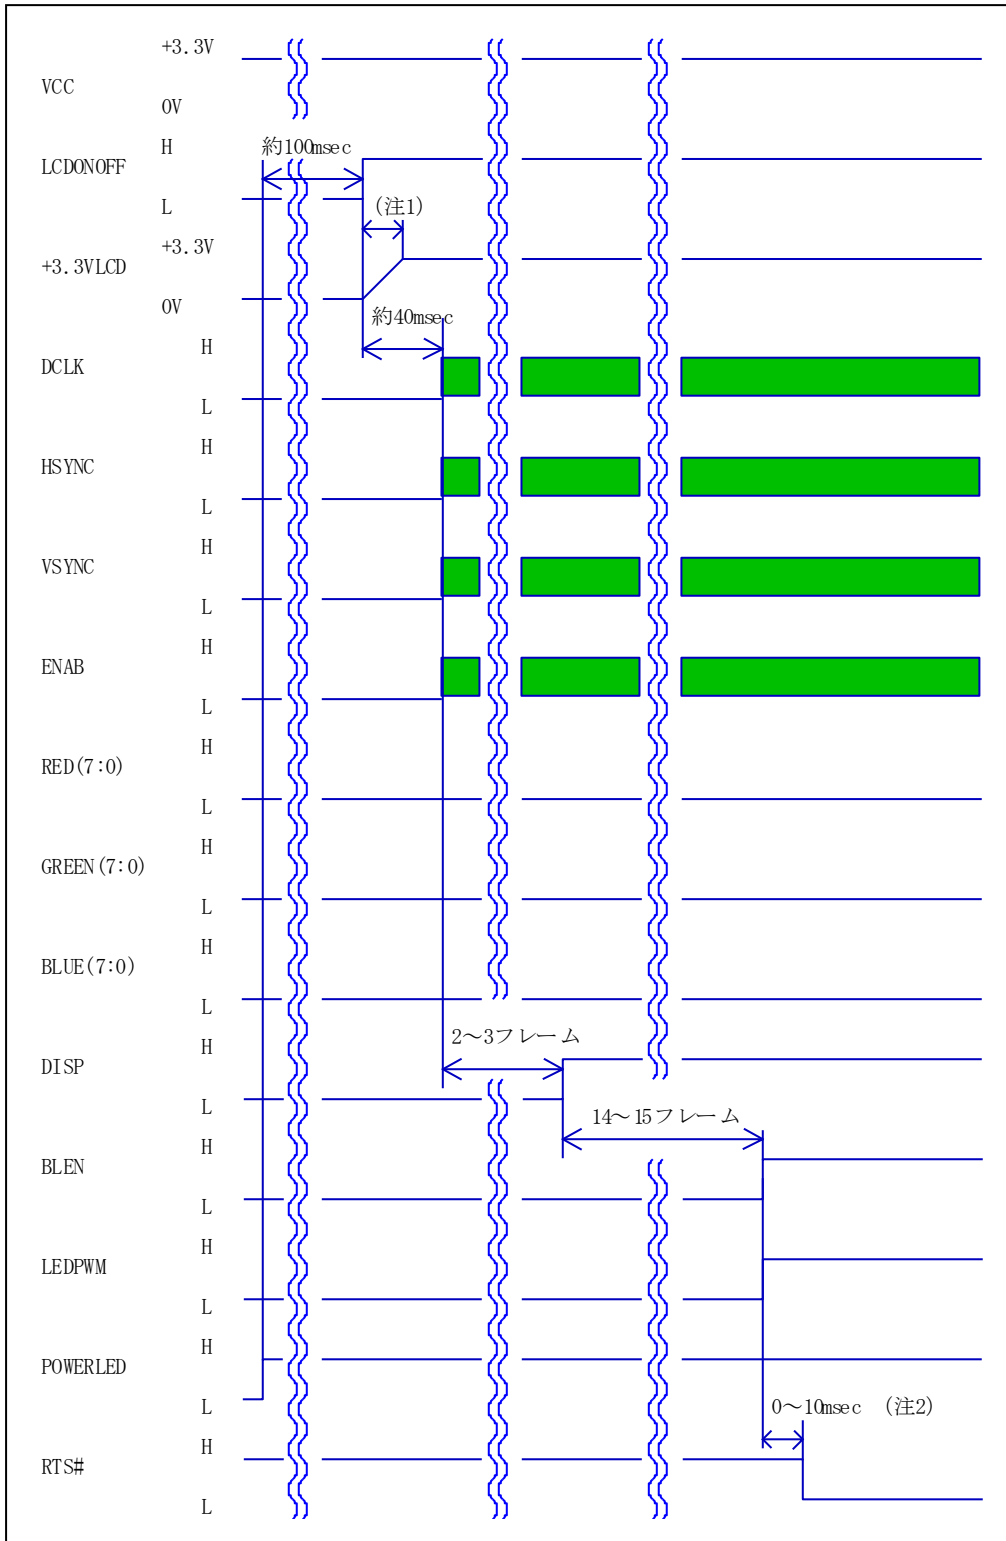 +3.3V
VCC
0V
H
約100msec
LCDONOFF
L
(注1)
+3.3V
+3.3VLCD
0V
約40msec
H
DCLK
L
H
HSYNC
L
H
VSYNC
L
H
ENAB
L
H
RED(7:0)
L
H
GREEN(7:0)
L
H
BLUE(7:0)
L
2～3フレーム
H
DISP
L
14～15フレーム
H
BLEN
L
H
LEDPWM
L
H
POWERLED
L
0～10msec (注2)
H
RTS#
L